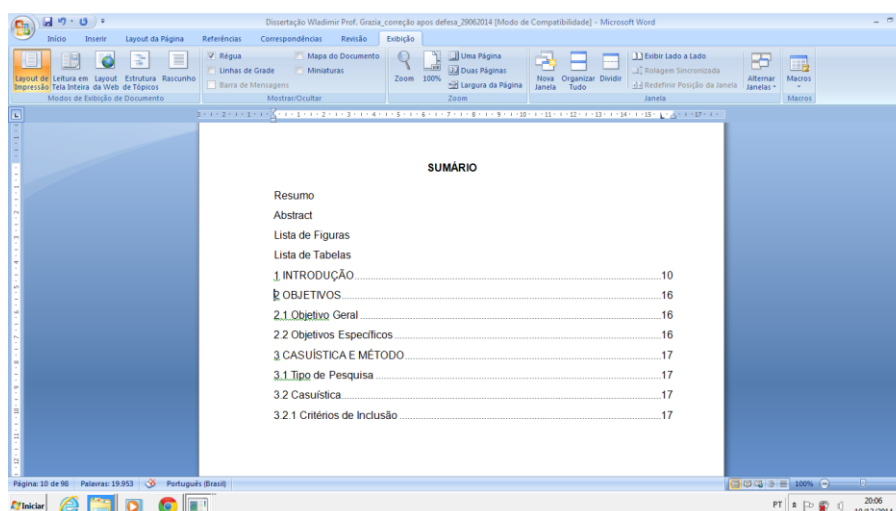 Dissertação Wladimir Prof. Grazia_correção apos defesa_29062014 [Modo de Compatibilidade] - Microsoft Word
Início Inserir Layout da Página Referências Correspondências Revisão Exibição
Layout de Impressão Leitura em Tela Inteira Layout da Web Estrutura de Tópicos Rascunho
Modos de Exibição de Documento
Régua Mapa do Documento
Linhas de Grade Miniaturas
Barra de Mensagens
Mostrar/Ocultar
Zoom 100%
Uma Página
Duas Páginas
Largura da Página
Zoom
Nova Janela Organizar Tudo Dividir
Exibir Lado a Lado
Rolagem Sincronizada
Redefinir Posição da Janela
Alternar Janelas
Janela
Macros
Macros
SUMÁRIO
Resumo
Abstract
Lista de Figuras
Lista de Tabelas
1 INTRODUÇÃO 10
2 OBJETIVOS 16
2.1 Objetivo Geral 16
2.2 Objetivos Específicos 16
3 CASUÍSTICA E MÉTODO 17
3.1 Tipo de Pesquisa 17
3.2 Casuística 17
3.2.1 Critérios de Inclusão 17
Página: 10 de 98 Palavras: 19.953 Português (Brasil) 100%
Iniciar PT 20:06